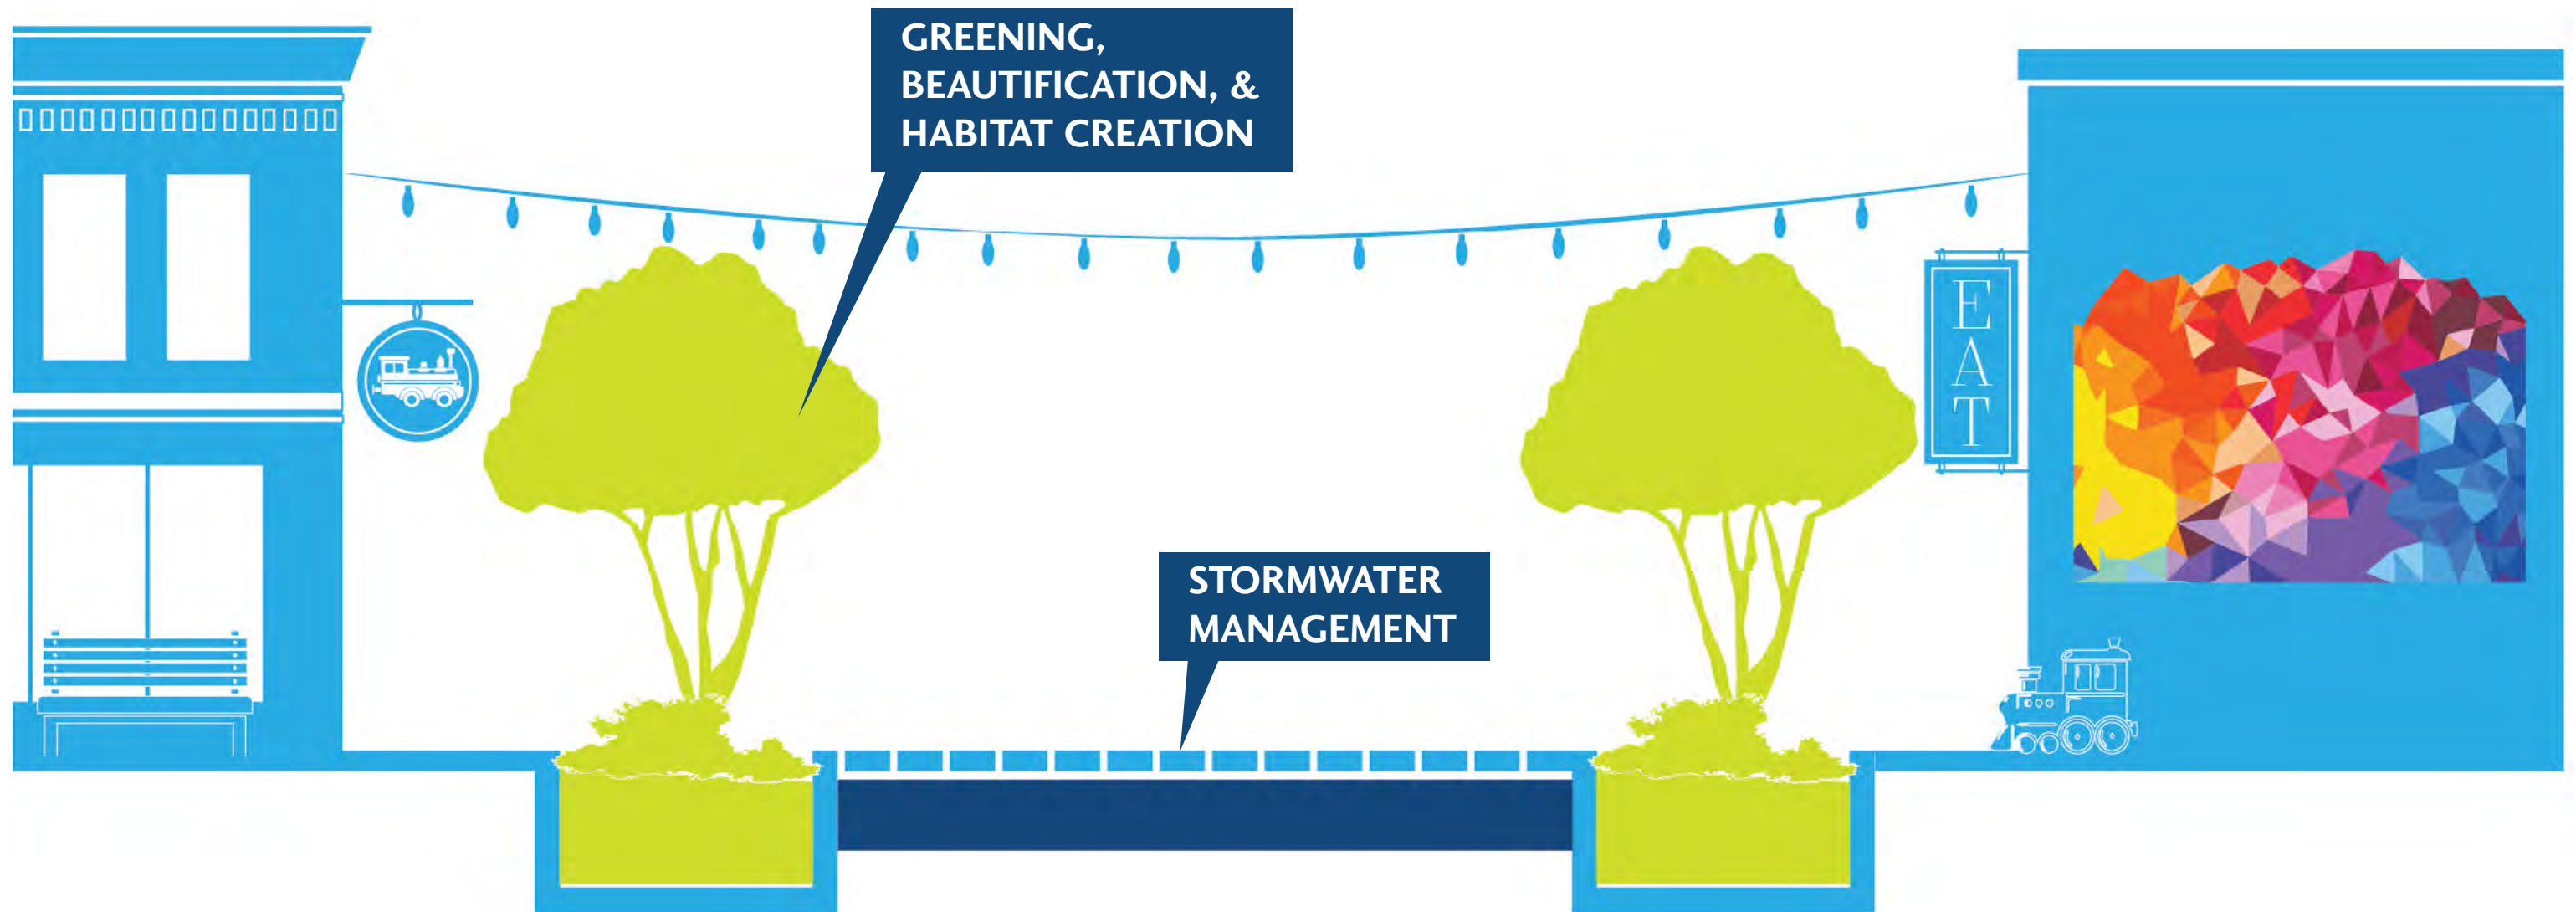 GREENING,
BEAUTIFICATION, &
HABITAT CREATION
E
A
T
STORMWATER
MANAGEMENT